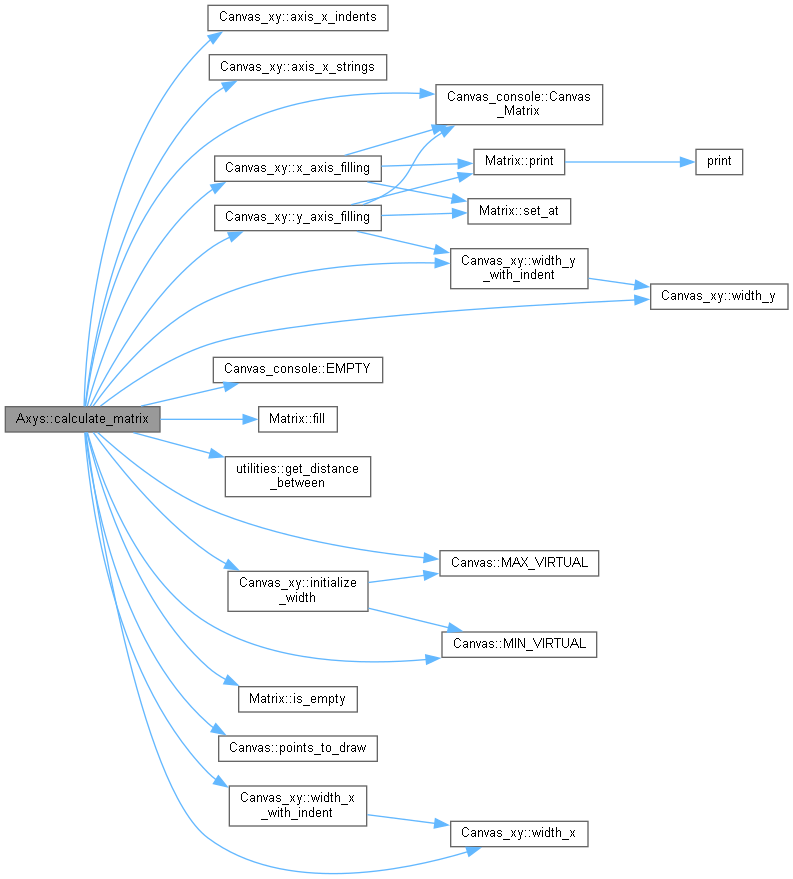 Canvas_xy::axis_x_indents
Canvas_xy::axis_x_strings
Canvas_console::Canvas
_Matrix
Canvas_xy::x_axis_filling
Matrix::print
print
Canvas_xy::y_axis_filling
Matrix::set_at
Canvas_xy::width_y
_with_indent
Canvas_xy::width_y
Canvas_console::EMPTY
Axys::calculate_matrix
Matrix::fill
utilities::get_distance
_between
Canvas::MAX_VIRTUAL
Canvas_xy::initialize
_width
Canvas::MIN_VIRTUAL
Matrix::is_empty
Canvas::points_to_draw
Canvas_xy::width_x
_with_indent
Canvas_xy::width_x